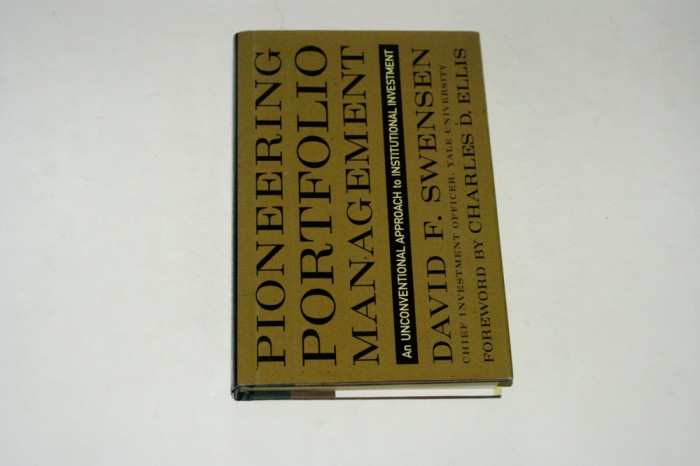 PIONEERING
PORTFOLIO
MANAGEMENT
An UNCONVENTIONAL APPROACH to INSTITUTIONAL INVESTMENT
DAVID F. SWENSEN
CHIEF INVESTMENT OFFICER, YALE UNIVERSITY
FOREWORD BY CHARLES D. ELLIS